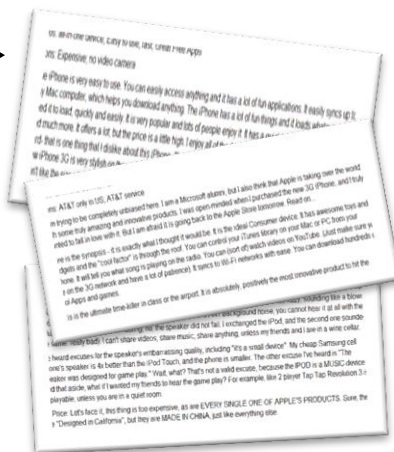 os: all-in-one device, Easy to use, fast, Great Free Apps
ons: Expensive, no video camera
e iPhone is very easy to use. You can easily access anything and it has a lot of fun applications. It easily syncs up to
y Mac computer, which helps you download anything. The iPhone has a lot of fun things and it loads
ed it to load, quickly and easily. It is very popular and lots of people enjoy it. It has a
d much more. It offers a lot, but the price is a little high. I enjoy all of
rd- that is one thing that I dislike about this iPhone.
w iPhone 3G is very stylish
n't like the
ns: AT&T only in US, AT&T service
m trying to be completely unbiased here. I am a Microsoft alumni, but I also think that Apple is taking over the world
h some truly amazing and innovative products. I was open minded when I purchased the new 3G iPhone, and I truly
nted to fall in love with it. But I am afraid it is going back to the Apple Store tomorrow. Read on...
re is the synopsis - it is exactly what I thought it would be. It is the ideal Consumer device. It has awesome toys and
dgets and the "cool factor" is through the roof. You can control your iTunes library on your Mac or PC from your
one. It will tell you what song is playing on the radio. You can (sort of) watch videos on YouTube. (Just make sure
r on the 3G network and have a lot of patience). It syncs to Wi-Fi networks with ease. You can download hundreds
ol Apps and games.
is is the ultimate time-killer in class or the airport. It is absolutely, positively the most innovative product to hit the
sounding like a blow
background noise, you cannot hear it at all with the
no, the speaker did not fail. I exchanged the iPod, and the second one sounde
really bad). I can't share videos, share music, share anything, unless my friends and I are in a wine cellar.
e heard excuses for the speaker's embarrassing quality, including "it's a small device". My cheap Samsung cell
one's speaker is 4x better than the iPod Touch, and the phone is smaller. The other excuse I've heard is "The
eaker was designed for game play." Wait, what? That's not a valid excuse, because the IPOD is a MUSIC device
d that aside, what if I wanted my friends to hear the game play? For example, like 2 player Tap Tap Revolution 3
playable, unless you are in a quiet room.
Price. Let's face it, this thing is too expensive, as are EVERY SINGLE ONE OF APPLE'S PRODUCTS. Sure, the
e "Designed in California", but they are MADE IN CHINA, just like everything else